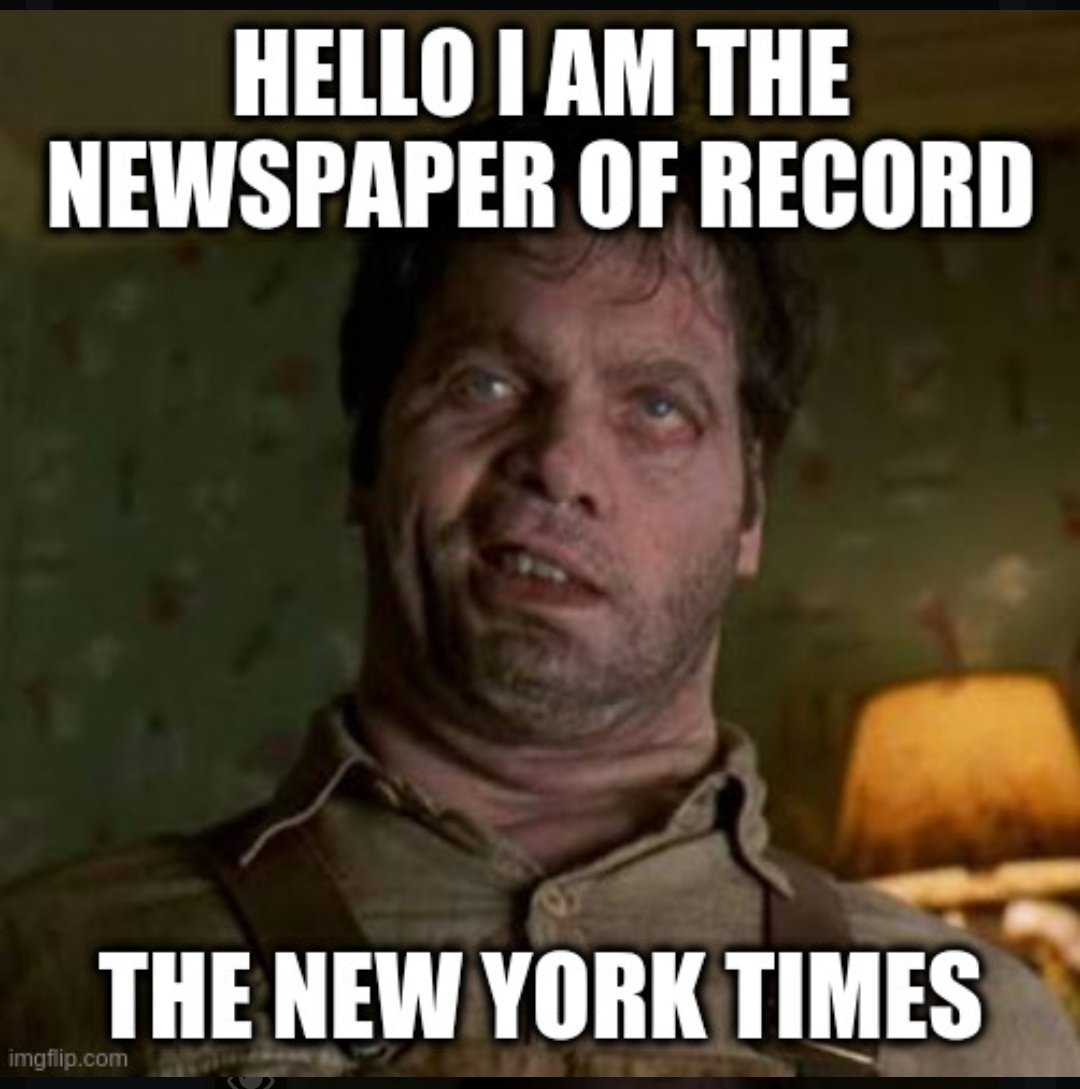 HELLO I AM THE
NEWSPAPER OF RECORD
THE NEW YORK TIMES
imgflip.com